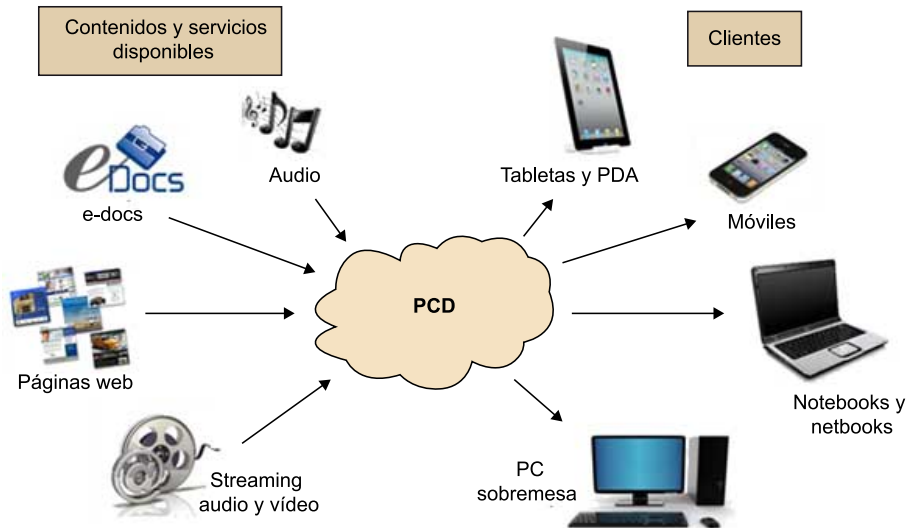 Contenidos y servicios
disponibles
Clientes
eDocs
e-docs
Audio
Tabletas y PDA
Móviles
PCD
Páginas web
Notebooks y
netbooks
Streaming
audio y vídeo
PC
sobremesa